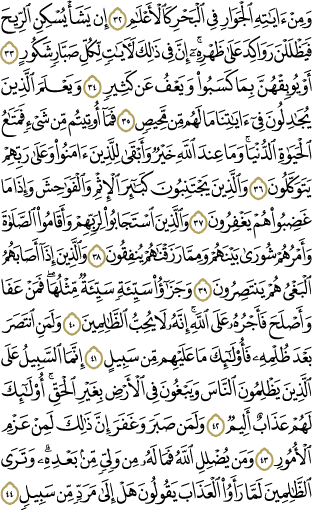 وَمِنْ ءَايَٰتِهِ ٱلْجَوَارِ فِى ٱلْبَحْرِ كَٱلْأَعْلَٰمِ ٣٢ إِن يَشَأْ يُسْكِنِ ٱلرِّيحَ
فَيَظْلَلْنَ رَوَاكِدَ عَلَىٰ ظَهْرِهِۦٓ ۚ إِنَّ فِى ذَٰلِكَ لَءَايَٰتٍ لِّكُلِّ صَبَّارٍ شَكُورٍ ٣٣
أَوْ يُوبِقْهُنَّ بِمَا كَسَبُوا۟ وَيَعْفُ عَن كَثِيرٍ ٣٤ وَيَعْلَمَ ٱلَّذِينَ
يُجَٰدِلُونَ فِىٓ ءَايَٰتِنَا مَا لَهُم مِّن مَّحِيصٍ ٣٥ فَمَآ أُوتِيتُم مِّن شَىْءٍ فَمَتَٰعُ
ٱلْحَيَوٰةِ ٱلدُّنْيَا ۖ وَمَا عِندَ ٱللَّهِ خَيْرٌ وَأَبْقَىٰ لِلَّذِينَ ءَامَنُوا۟ وَعَلَىٰ رَبِّهِمْ
يَتَوَكَّلُونَ ٣٦ وَٱلَّذِينَ يَجْتَنِبُونَ كَبَٰٓئِرَ ٱلْإِثْمِ وَٱلْفَوَٰحِشَ وَإِذَا مَا
غَضِبُوا۟ هُمْ يَغْفِرُونَ ٣٧ وَٱلَّذِينَ ٱسْتَجَابُوا۟ لِرَبِّهِمْ وَأَقَامُوا۟ ٱلصَّلَوٰةَ
وَأَمْرُهُمْ شُورَىٰ بَيْنَهُمْ وَمِمَّا رَزَقْنَٰهُمْ يُنفِقُونَ ٣٨ وَٱلَّذِينَ إِذَآ أَصَابَهُمُ
ٱلْبَغْىُ هُمْ يَنتَصِرُونَ ٣٩ وَجَزَٰٓؤُا۟ سَيِّئَةٍ سَيِّئَةٌ مِّثْلُهَا ۖ فَمَنْ عَفَا
وَأَصْلَحَ فَأَجْرُهُۥ عَلَى ٱللَّهِ ۚ إِنَّهُۥ لَا يُحِبُّ ٱلظَّٰلِمِينَ ٤٠ وَلَمَنِ ٱنتَصَرَ
بَعْدَ ظُلْمِهِۦ فَأُو۟لَٰٓئِكَ مَا عَلَيْهِم مِّن سَبِيلٍ ٤١ إِنَّمَا ٱلسَّبِيلُ عَلَى
ٱلَّذِينَ يَظْلِمُونَ ٱلنَّاسَ وَيَبْغُونَ فِى ٱلْأَرْضِ بِغَيْرِ ٱلْحَقِّ ۚ أُو۟لَٰٓئِكَ
لَهُمْ عَذَابٌ أَلِيمٌ ٤٢ وَلَمَن صَبَرَ وَغَفَرَ إِنَّ ذَٰلِكَ لَمِنْ عَزْمِ
ٱلْأُمُورِ ٤٣ وَمَن يُضْلِلِ ٱللَّهُ فَمَا لَهُۥ مِن وَلِىٍّ مِّنۢ بَعْدِهِۦ ۗ وَتَرَى
ٱلظَّٰلِمِينَ لَمَّا رَأَوُا۟ ٱلْعَذَابَ يَقُولُونَ هَلْ إِلَىٰ مَرَدٍّ مِّن سَبِيلٍ ٤٤